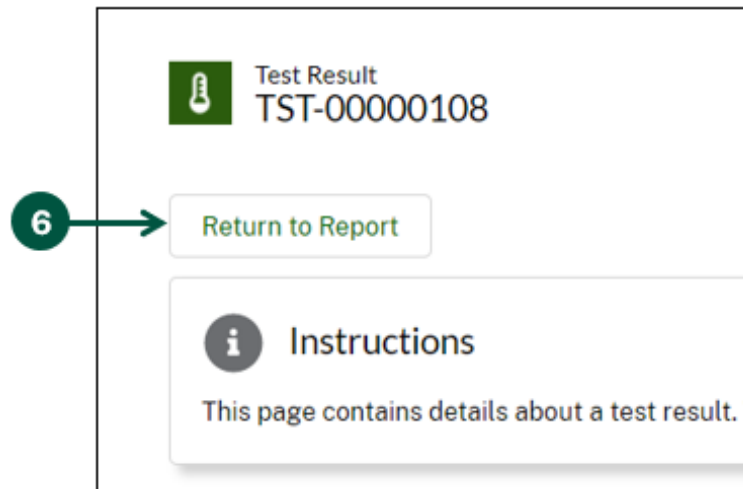 Test Result
TST-00000108
6
Return to Report
i
Instructions
This page contains details about a test result.